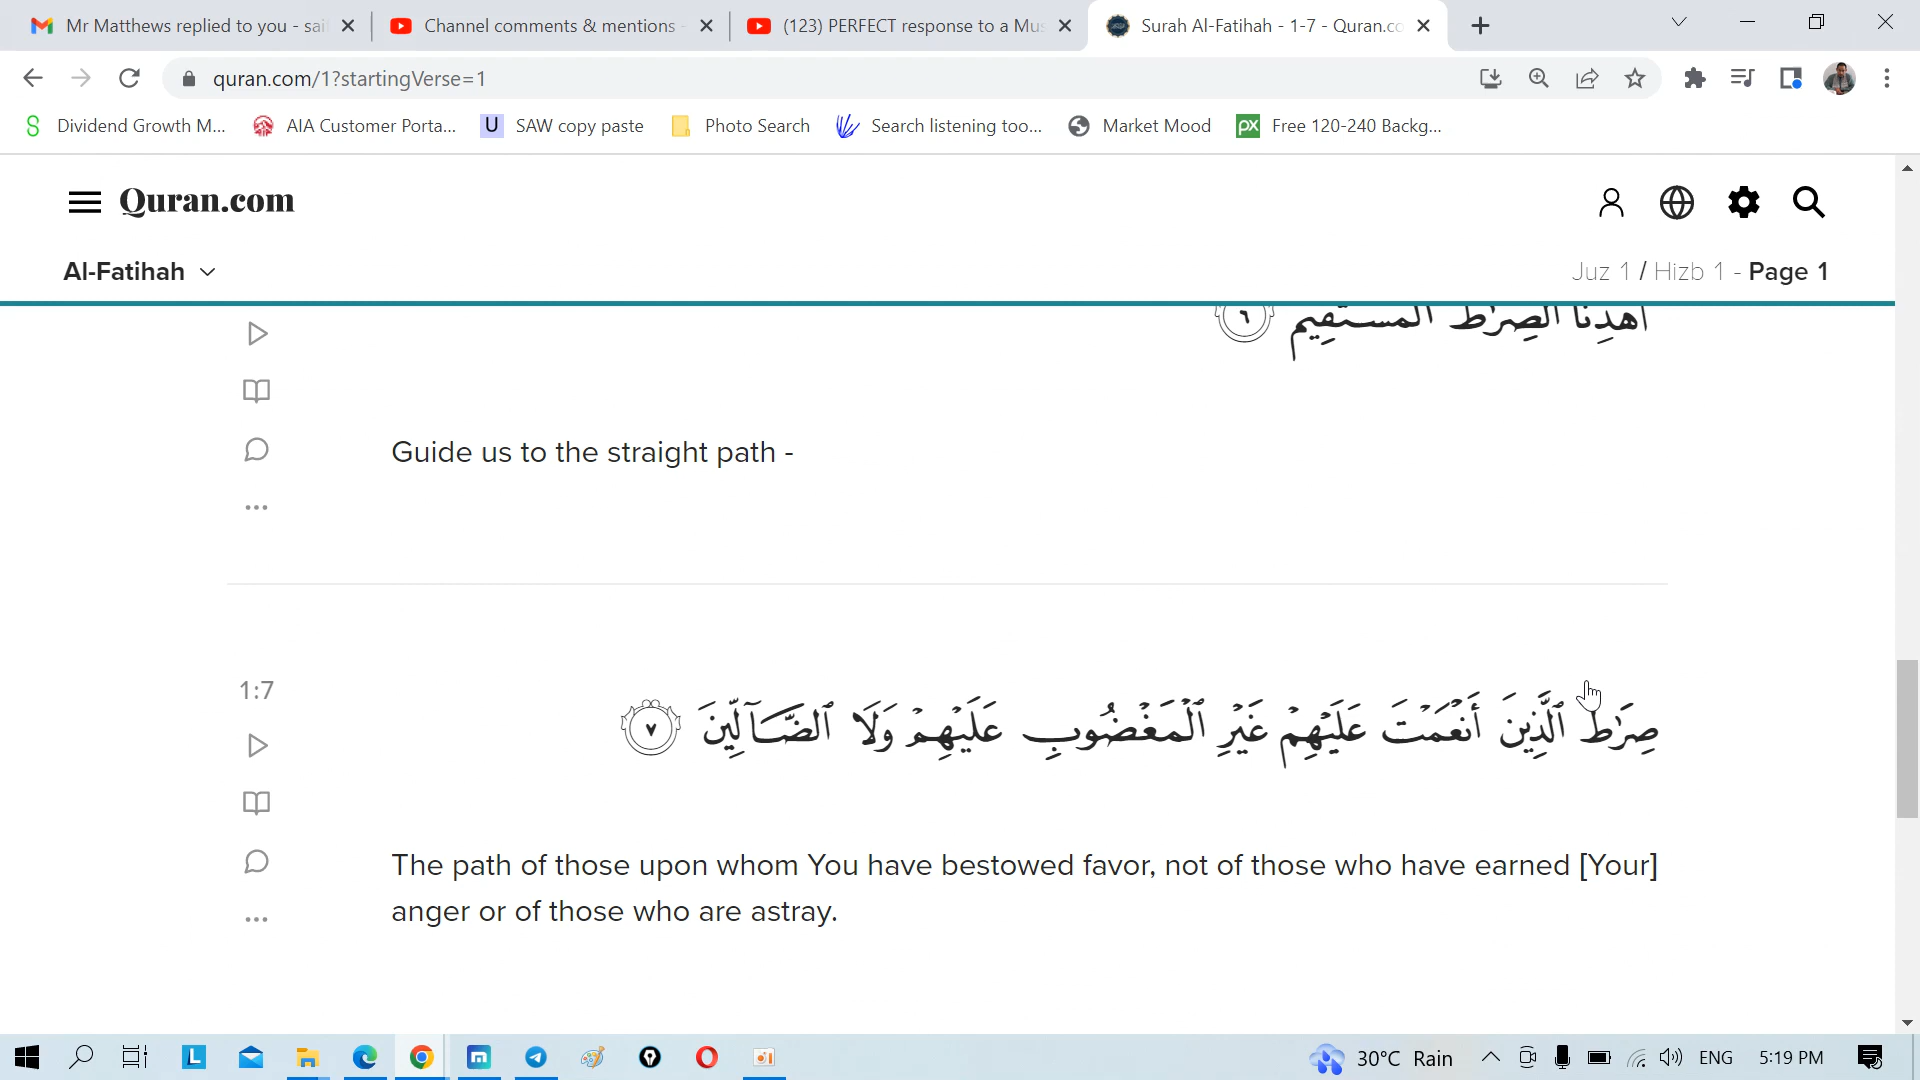 Mr Matthews replied to you - sai
Channel comments & mentions -
(123) PERFECT response to a Mus
Surah Al-Fatihah - 1-7 - Quran.co
quran.com/1?startingVerse=1
Dividend Growth M...
AIA Customer Porta...
U SAW copy paste
Photo Search
Search listening too...
Market Mood
px Free 120-240 Backg...
Quran.com
Al-Fatihah
Juz 1 / Hizb 1 - Page 1
ٱهْدِنَا ٱلصِّرَٰطَ ٱلْمُسْتَقِيمَ ٦
Guide us to the straight path -
1:7
صِرَٰطَ ٱلَّذِينَ أَنْعَمْتَ عَلَيْهِمْ غَيْرِ ٱلْمَغْضُوبِ عَلَيْهِمْ وَلَا ٱلضَّآلِّينَ ٧
The path of those upon whom You have bestowed favor, not of those who have earned [Your]
anger or of those who are astray.
30°C Rain
ENG
5:19 PM